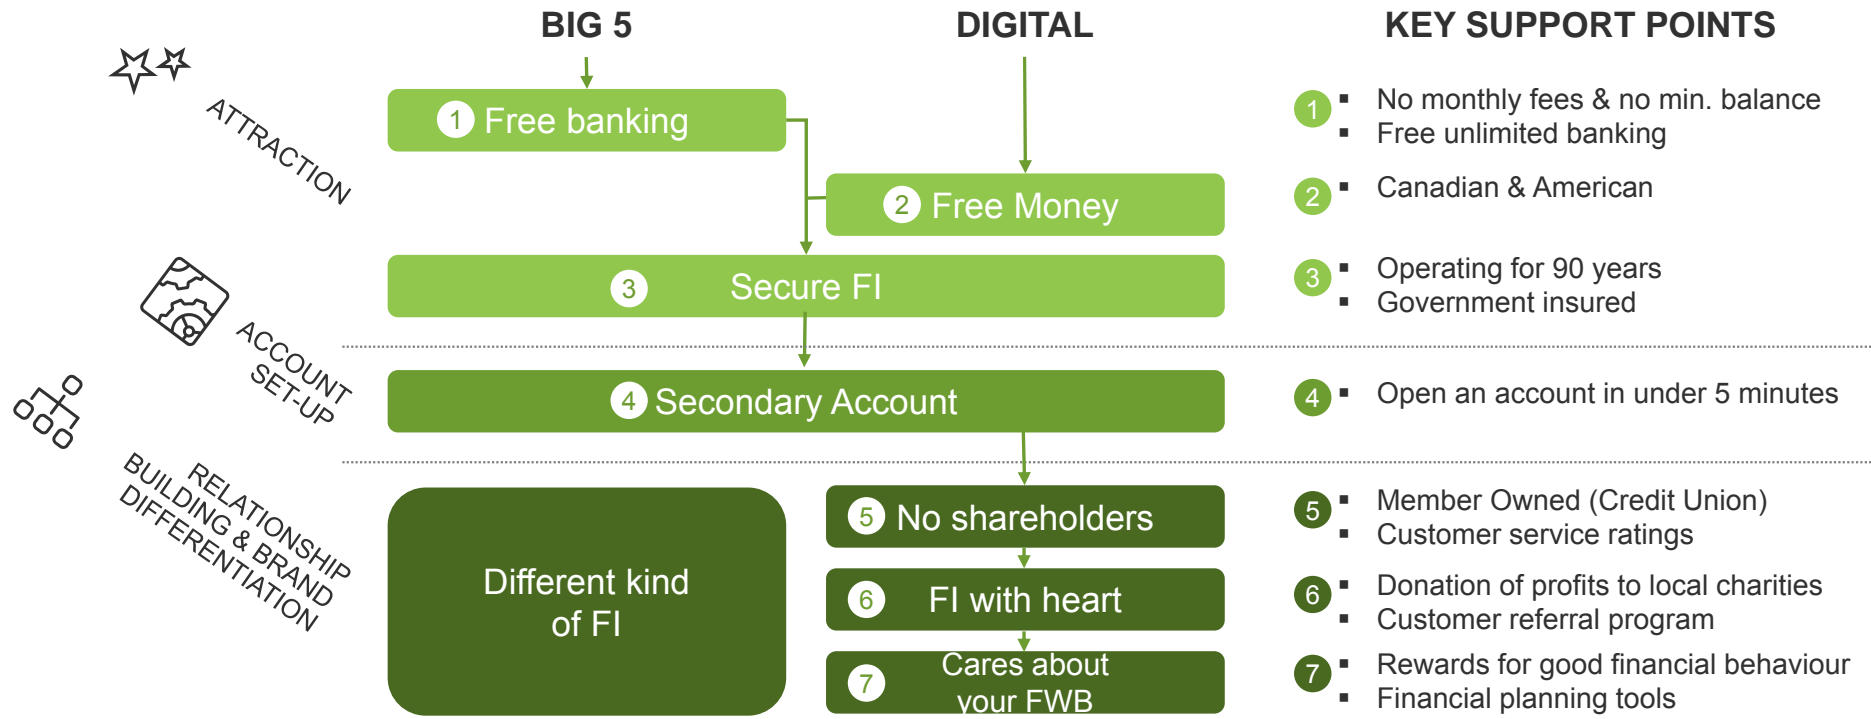 BIG 5
DIGITAL
KEY SUPPORT POINTS
ATTRACTION
1 Free banking
2 Free Money
3 Secure FI
1
▪ No monthly fees & no min. balance
▪ Free unlimited banking
2
▪ Canadian & American
3
▪ Operating for 90 years
▪ Government insured
ACCOUNT
SET-UP
4 Secondary Account
4
▪ Open an account in under 5 minutes
RELATIONSHIP
BUILDING & BRAND
DIFFERENTIATION
Different kind
of FI
5 No shareholders
6 FI with heart
7 Cares about
your FWB
5
▪ Member Owned (Credit Union)
▪ Customer service ratings
6
▪ Donation of profits to local charities
▪ Customer referral program
7
▪ Rewards for good financial behaviour
▪ Financial planning tools